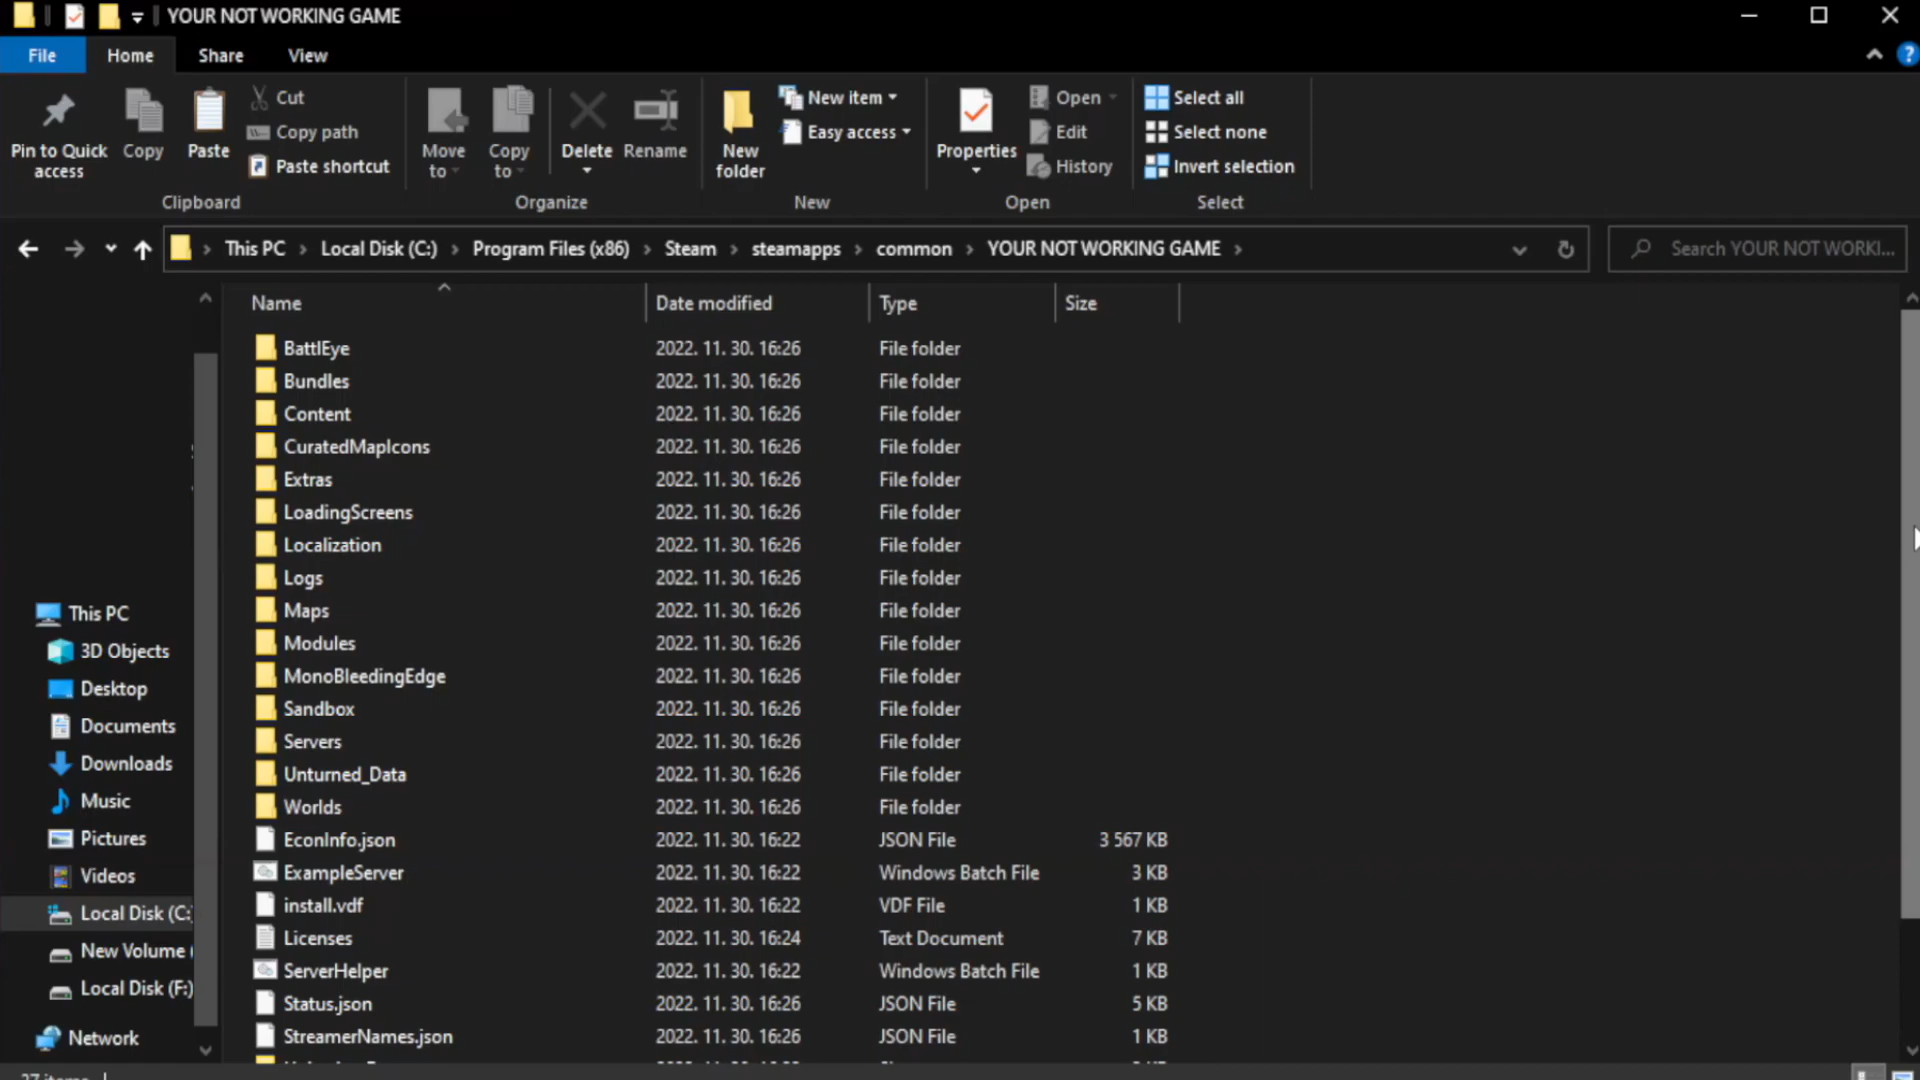 YOUR NOT WORKING GAME
File Home Share View
Pin to Quick access
Copy
Paste
Cut
Copy path
Paste shortcut
Clipboard
Move to
Copy to
Delete
Rename
Organize
New folder
New item
Easy access
New
Properties
Open
Edit
History
Open
Select all
Select none
Invert selection
Select
This PC Local Disk (C:) Program Files (x86) Steam steamapps common YOUR NOT WORKING GAME
Search YOUR NOT WORKI...
Name Date modified Type Size
BattlEye 2022. 11. 30. 16:26 File folder
Bundles 2022. 11. 30. 16:26 File folder
Content 2022. 11. 30. 16:26 File folder
CuratedMapIcons 2022. 11. 30. 16:26 File folder
Extras 2022. 11. 30. 16:26 File folder
LoadingScreens 2022. 11. 30. 16:26 File folder
Localization 2022. 11. 30. 16:26 File folder
Logs 2022. 11. 30. 16:26 File folder
Maps 2022. 11. 30. 16:26 File folder
Modules 2022. 11. 30. 16:26 File folder
MonoBleedingEdge 2022. 11. 30. 16:26 File folder
Sandbox 2022. 11. 30. 16:26 File folder
Servers 2022. 11. 30. 16:26 File folder
Unturned_Data 2022. 11. 30. 16:26 File folder
Worlds 2022. 11. 30. 16:26 File folder
EconInfo.json 2022. 11. 30. 16:22 JSON File 3 567 KB
ExampleServer 2022. 11. 30. 16:22 Windows Batch File 3 KB
install.vdf 2022. 11. 30. 16:22 VDF File 1 KB
Licenses 2022. 11. 30. 16:24 Text Document 7 KB
ServerHelper 2022. 11. 30. 16:22 Windows Batch File 1 KB
Status.json 2022. 11. 30. 16:26 JSON File 5 KB
StreamerNames.json 2022. 11. 30. 16:26 JSON File 1 KB
This PC
3D Objects
Desktop
Documents
Downloads
Music
Pictures
Videos
Local Disk (C:)
New Volume (
Local Disk (F:)
Network